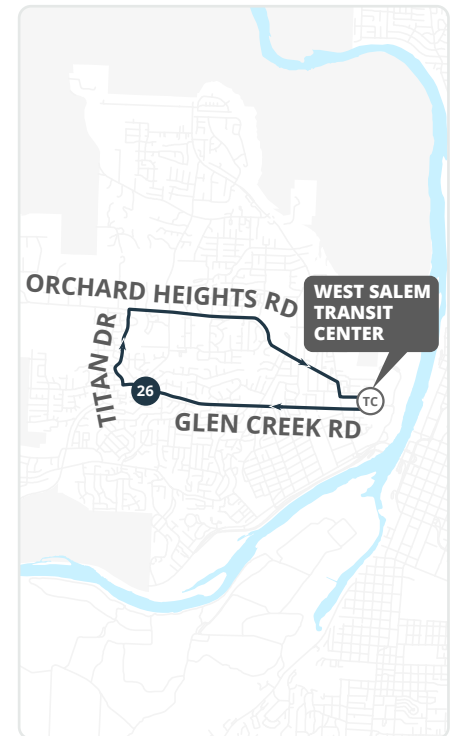 ORCHARD HEIGHTS RD
WEST SALEM
TRANSIT
CENTER
TITAN DR
26
TC
GLEN CREEK RD